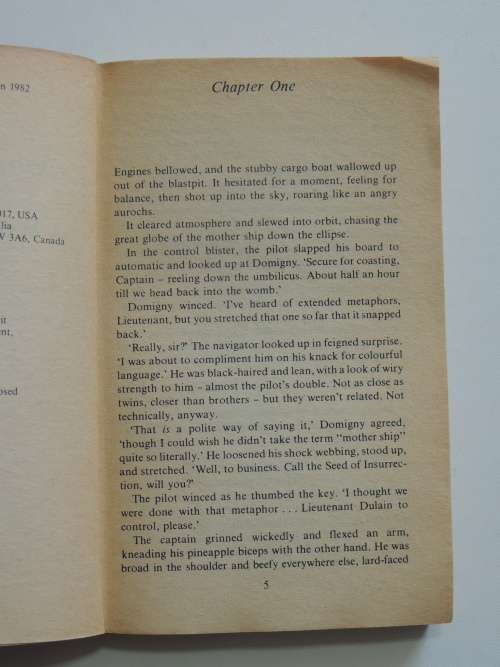 n 1982
017, USA
lia
W 3A6, Canada
it
ment,
osed
Chapter One
Engines bellowed, and the stubby cargo boat wallowed up
out of the blastpit. It hesitated for a moment, feeling for
balance, then shot up into the sky, roaring like an angry
aurochs.
It cleared atmosphere and slewed into orbit, chasing the
great globe of the mother ship down the ellipse.
In the control blister, the pilot slapped his board to
automatic and looked up at Domigny. ‘Secure for coasting,
Captain – reeling down the umbilicus. About half an hour
till we head back into the womb.’
Domigny winced. ‘I’ve heard of extended metaphors,
Lieutenant, but you stretched that one so far that it snapped
back.’
‘Really, sir?’ The navigator looked up in feigned surprise.
‘I was about to compliment him on his knack for colourful
language.’ He was black-haired and lean, with a look of wiry
strength to him – almost the pilot’s double. Not as close as
twins, closer than brothers – but they weren’t related. Not
technically, anyway.
‘That is a polite way of saying it,’ Domigny agreed,
‘though I could wish he didn’t take the term “mother ship”
quite so literally.’ He loosened his shock webbing, stood up,
and stretched. ‘Well, to business. Call the Seed of Insurrec-
tion, will you?’
The pilot winced as he thumbed the key. ‘I thought we
were done with that metaphor . . . Lieutenant Dulain to
control, please.’
The captain grinned wickedly and flexed an arm,
kneading his pineapple biceps with the other hand. He was
broad in the shoulder and beefy everywhere else, lard-faced
5